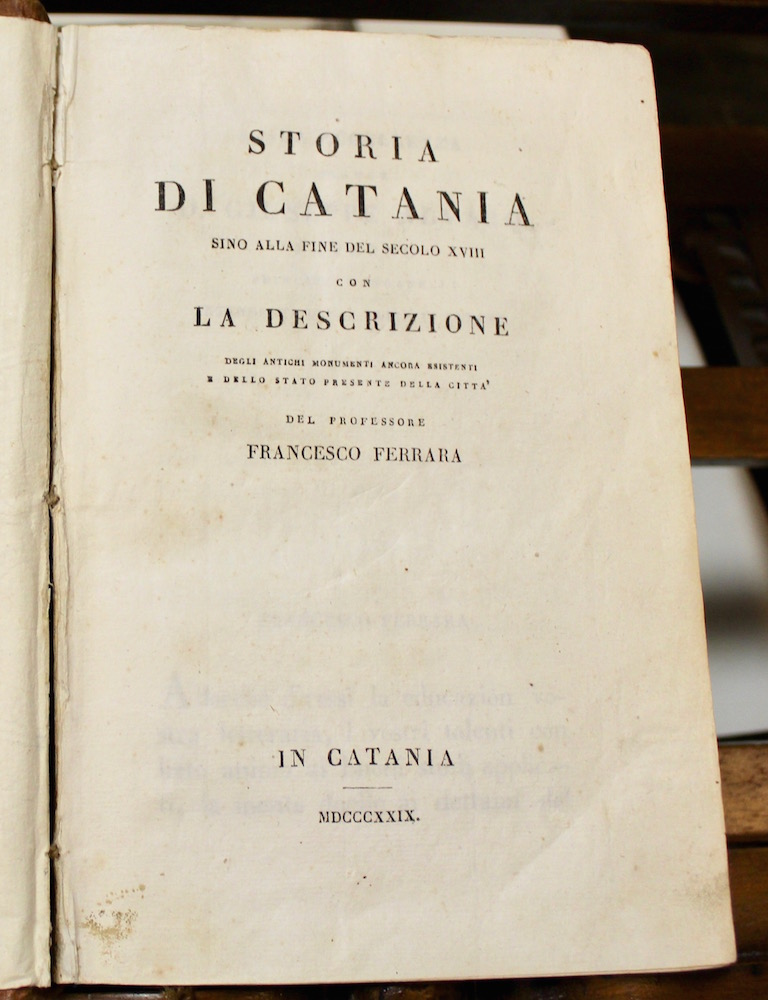 STORIA
DI CATANIA
SINO ALLA FINE DEL SECOLO XVIII
CON
LA DESCRIZIONE
DEGLI ANTICHI MONUMENTI ANCORA ESISTENTI
E DELLO STATO PRESENTE DELLA CITTA'
DEL PROFESSORE
FRANCESCO FERRARA
IN CATANIA
MDCCCXXIX.